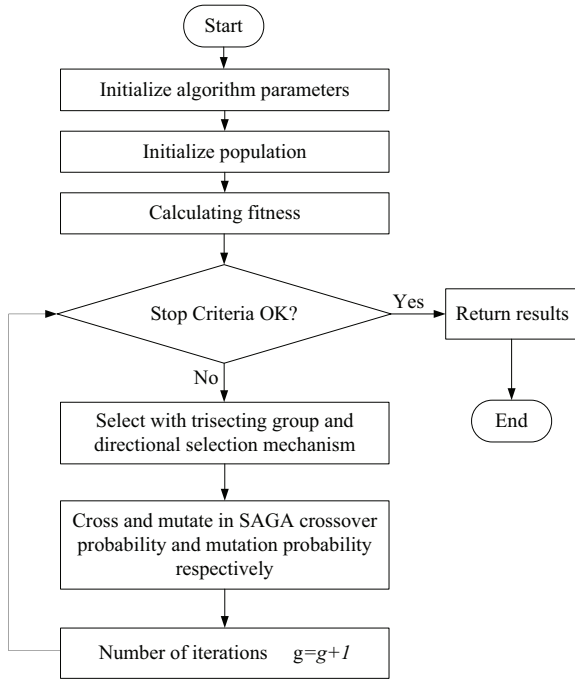 Start
Initialize algorithm parameters
Initialize population
Calculating fitness
Stop Criteria OK?
Yes
Return results
No
End
Select with trisecting group and
directional selection mechanism
Cross and mutate in SAGA crossover
probability and mutation probability
respectively
Number of iterations g=g+1